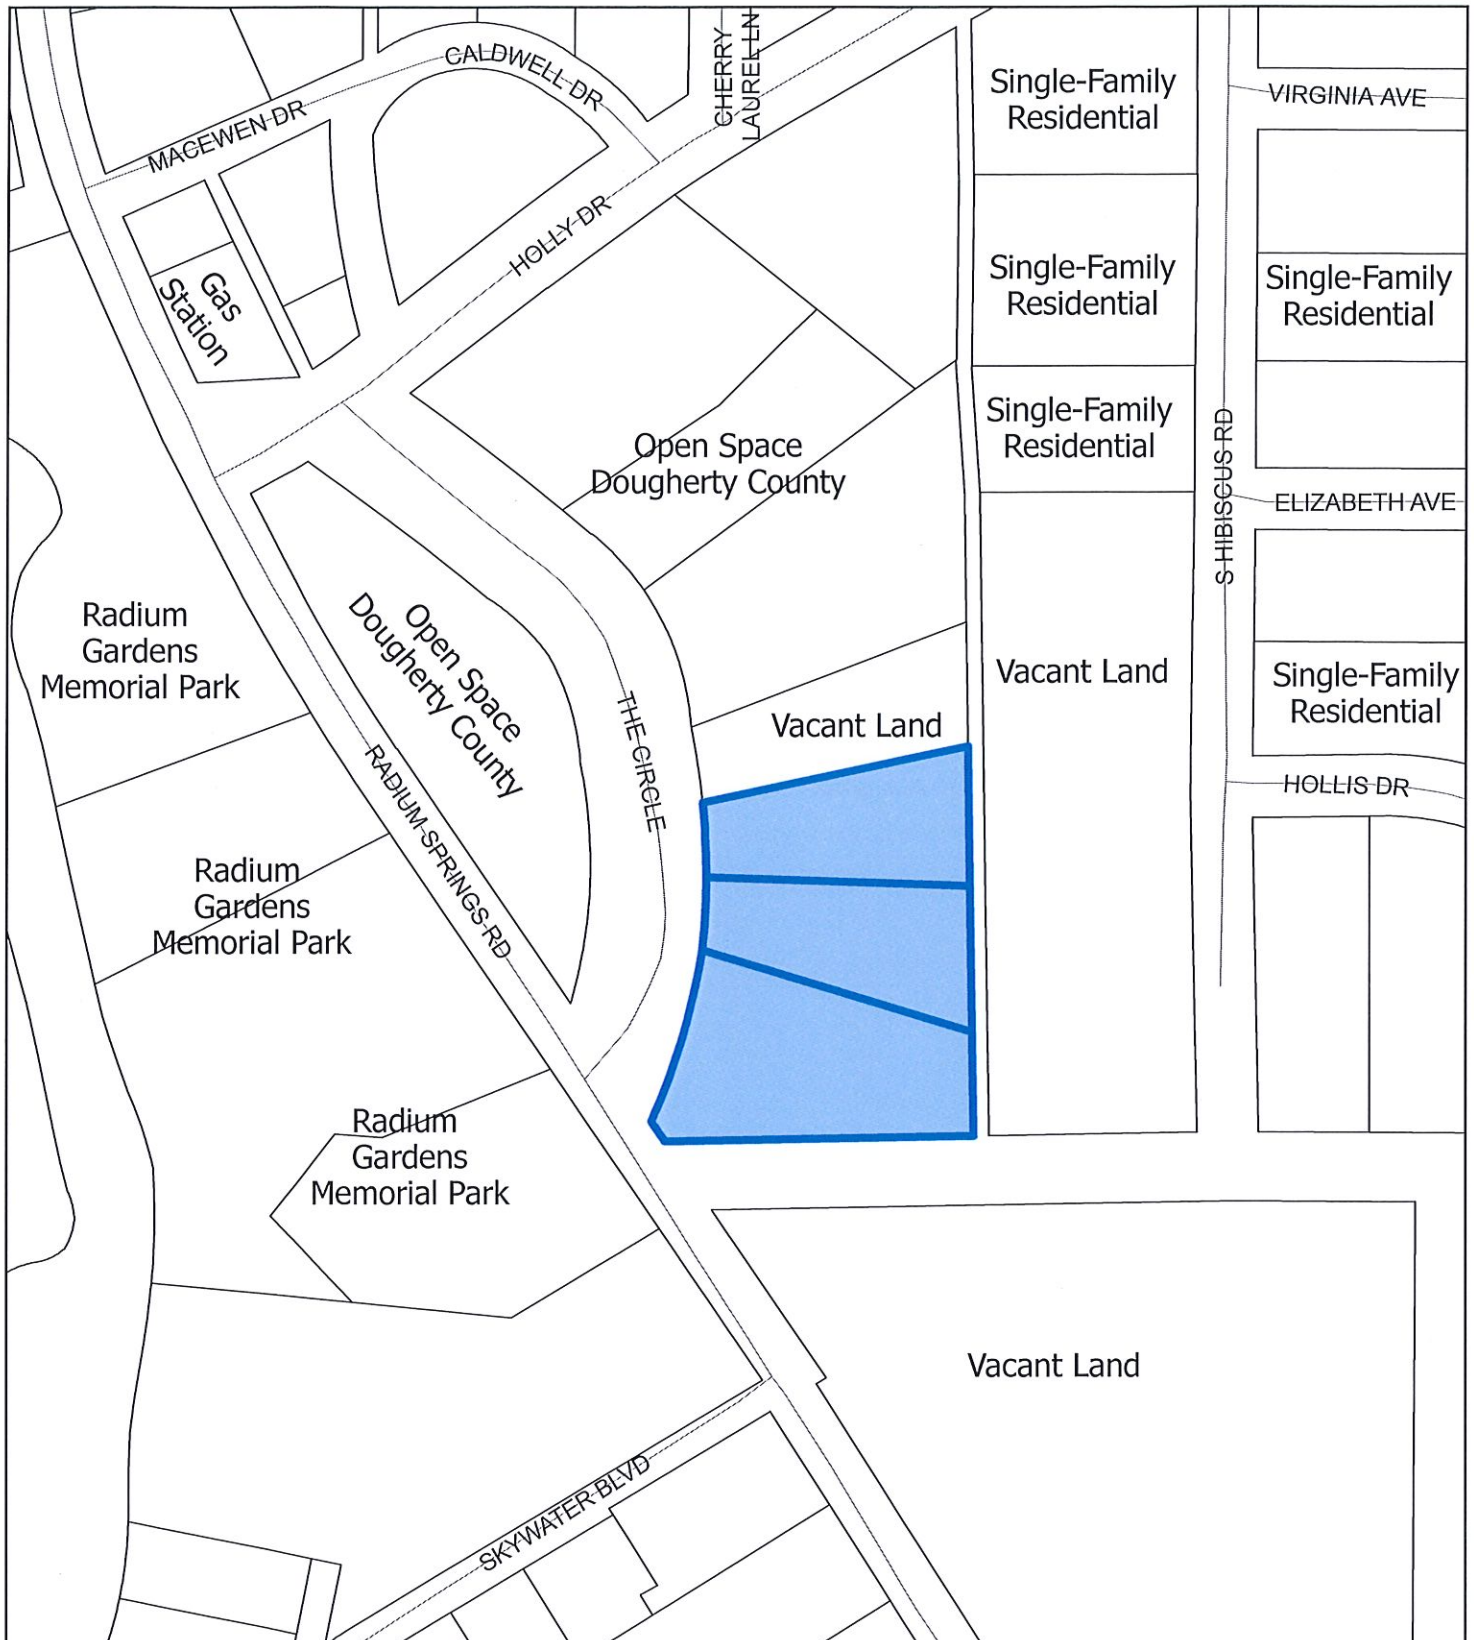 CHERRY
LAUREL LN
CALDWELL DR
MACEWEN DR
Single-Family
Residential
VIRGINIA AVE
HOLLY DR
Gas
Station
Single-Family
Residential
Single-Family
Residential
Single-Family
Residential
Open Space
Dougherty County
S HIBISCUS RD
ELIZABETH AVE
Radium
Gardens
Memorial Park
Open Space
Dougherty County
THE CIRCLE
Vacant Land
Vacant Land
Single-Family
Residential
RADIUM SPRINGS RD
HOLLIS DR
Radium
Gardens
Memorial Park
Radium
Gardens
Memorial Park
Vacant Land
SKYWATER BLVD